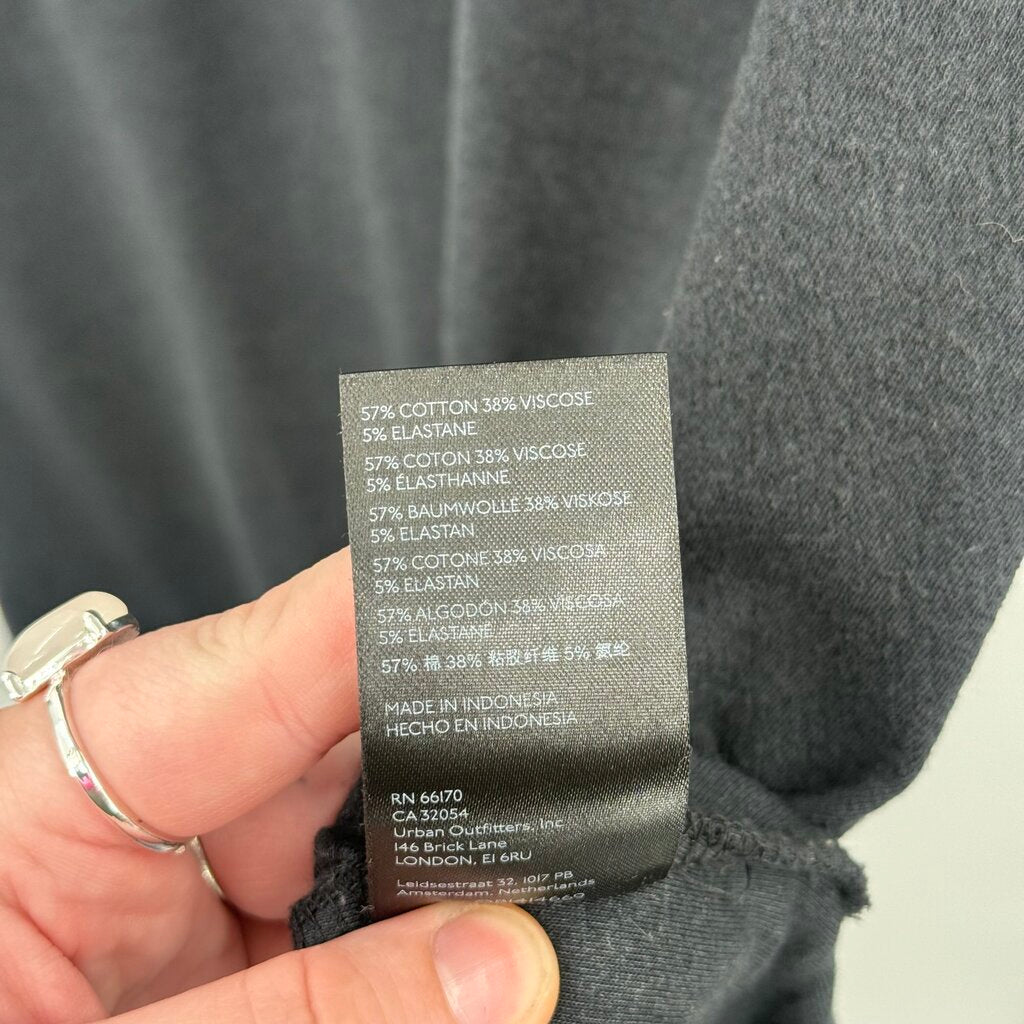 57% COTTON 38% VISCOSE
5% ELASTANE
57% COTON 38% VISCOSE
5% ÉLASTHANNE
57% BAUMWOLLE 38% VISKOSE
5% ELASTAN
57% COTONE 38% VISCOSA
5% ELASTAN
57% ALGODÓN 38% VISCOSA
5% ELASTANE
57% 棉 38% 粘胶纤维 5% 氨纶
MADE IN INDONESIA
HECHO EN INDONESIA
RN 66170
CA 32054
Urban Outfitters, Inc.
146 Brick Lane
LONDON, E1 6RU
Leidsestraat 32, 1017 PB
Amsterdam, Netherlands